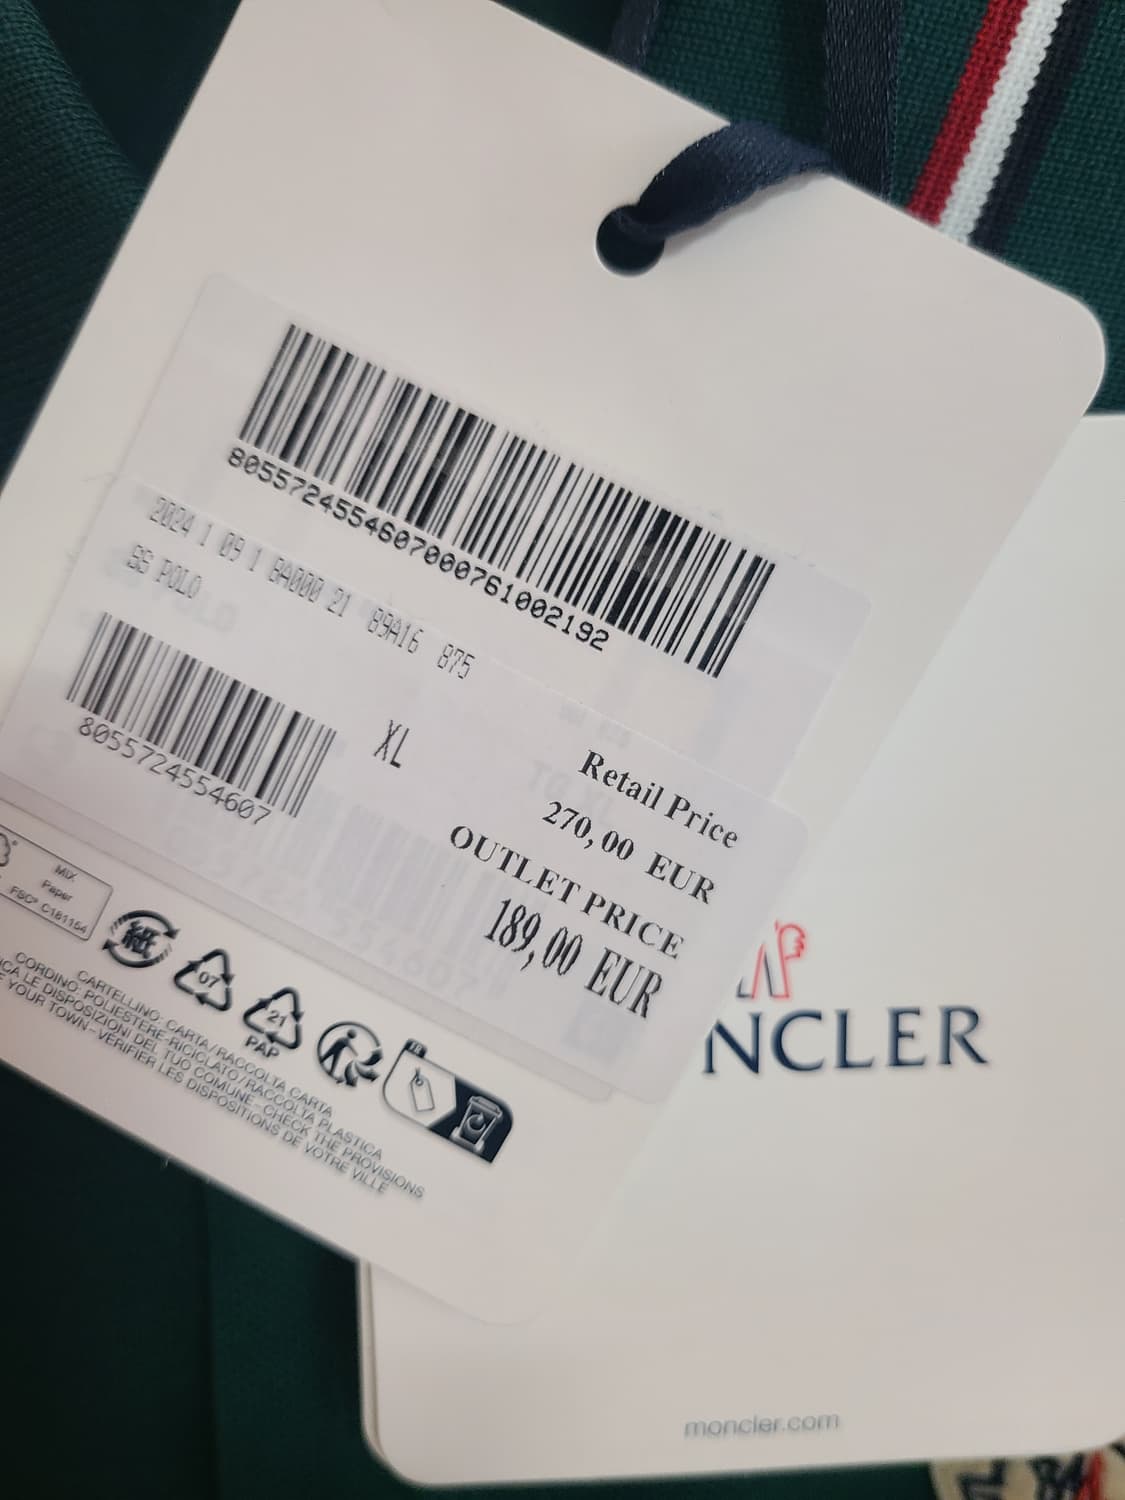 8055724554607000761002192
2024 1 09 1 8A000 21 89A16 875
SS POLO
8055724554607
XL
Retail Price
270,00 EUR
OUTLET PRICE
189,00 EUR
MIX
Paper
FSC® C181154
紙
07
21
PAP
CARTELLINO: CARTA/RACCOLTA CARTA
CORDINO: POLIESTERE RICICLATO/RACCOLTA PLASTICA
LE DISPOSIZIONI DEL TUO COMUNE-CHECK THE PROVISIONS
YOUR TOWN-VERIFIER LES DISPOSITIONS DE VOTRE VILLE
NCLER
moncler.com